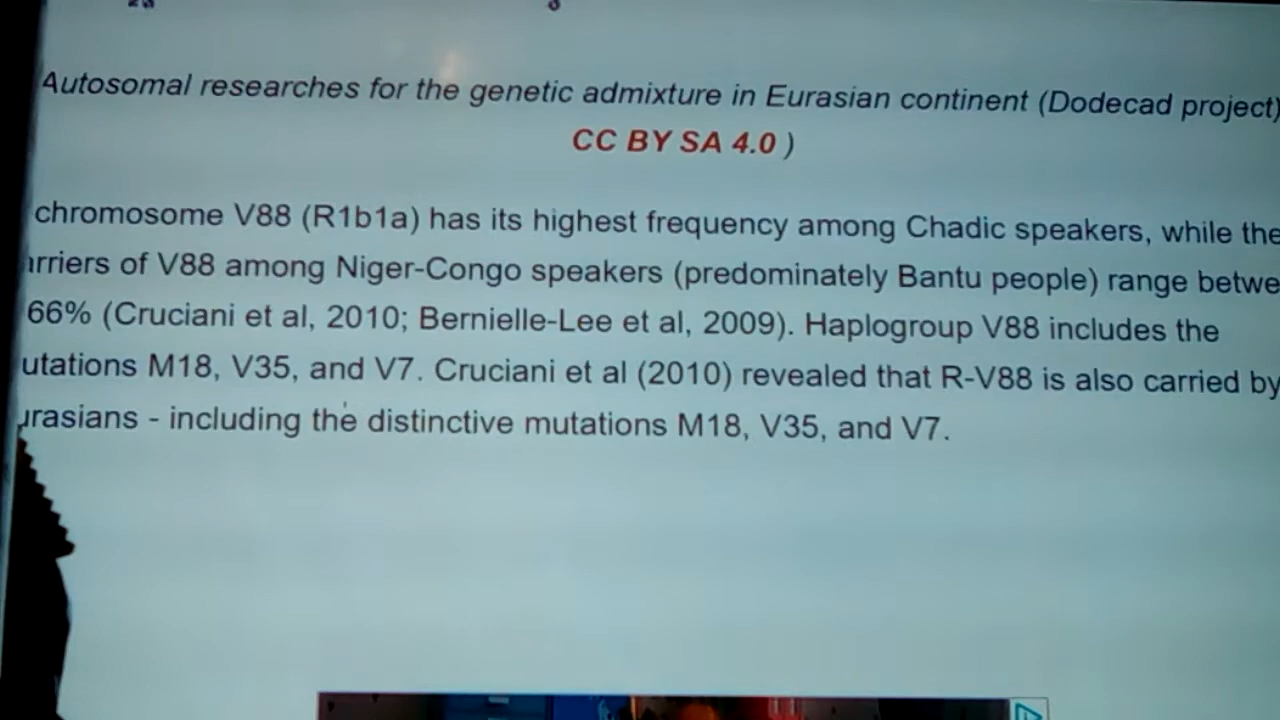 Autosomal researches for the genetic admixture in Eurasian continent (Dodecad project)
CC BY SA 4.0 )
chromosome V88 (R1b1a) has its highest frequency among Chadic speakers, while the
arriers of V88 among Niger-Congo speakers (predominately Bantu people) range betwe
66% (Cruciani et al, 2010; Bernielle-Lee et al, 2009). Haplogroup V88 includes the
utations M18, V35, and V7. Cruciani et al (2010) revealed that R-V88 is also carried by
urasians - including the distinctive mutations M18, V35, and V7.